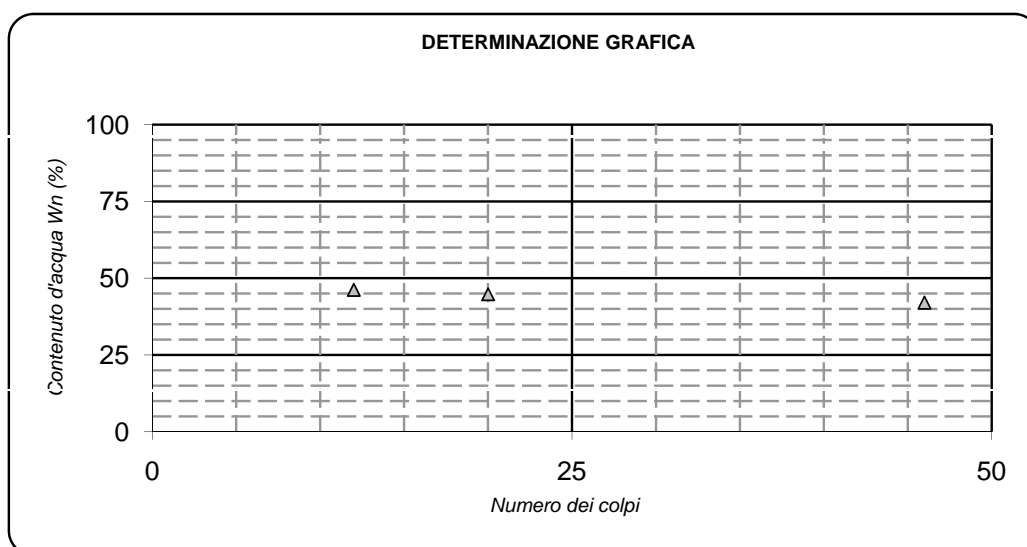 DETERMINAZIONE GRAFICA
Contenuto d'acqua Wn (%)
100
75
50
25
0
0 25 50
Numero dei colpi